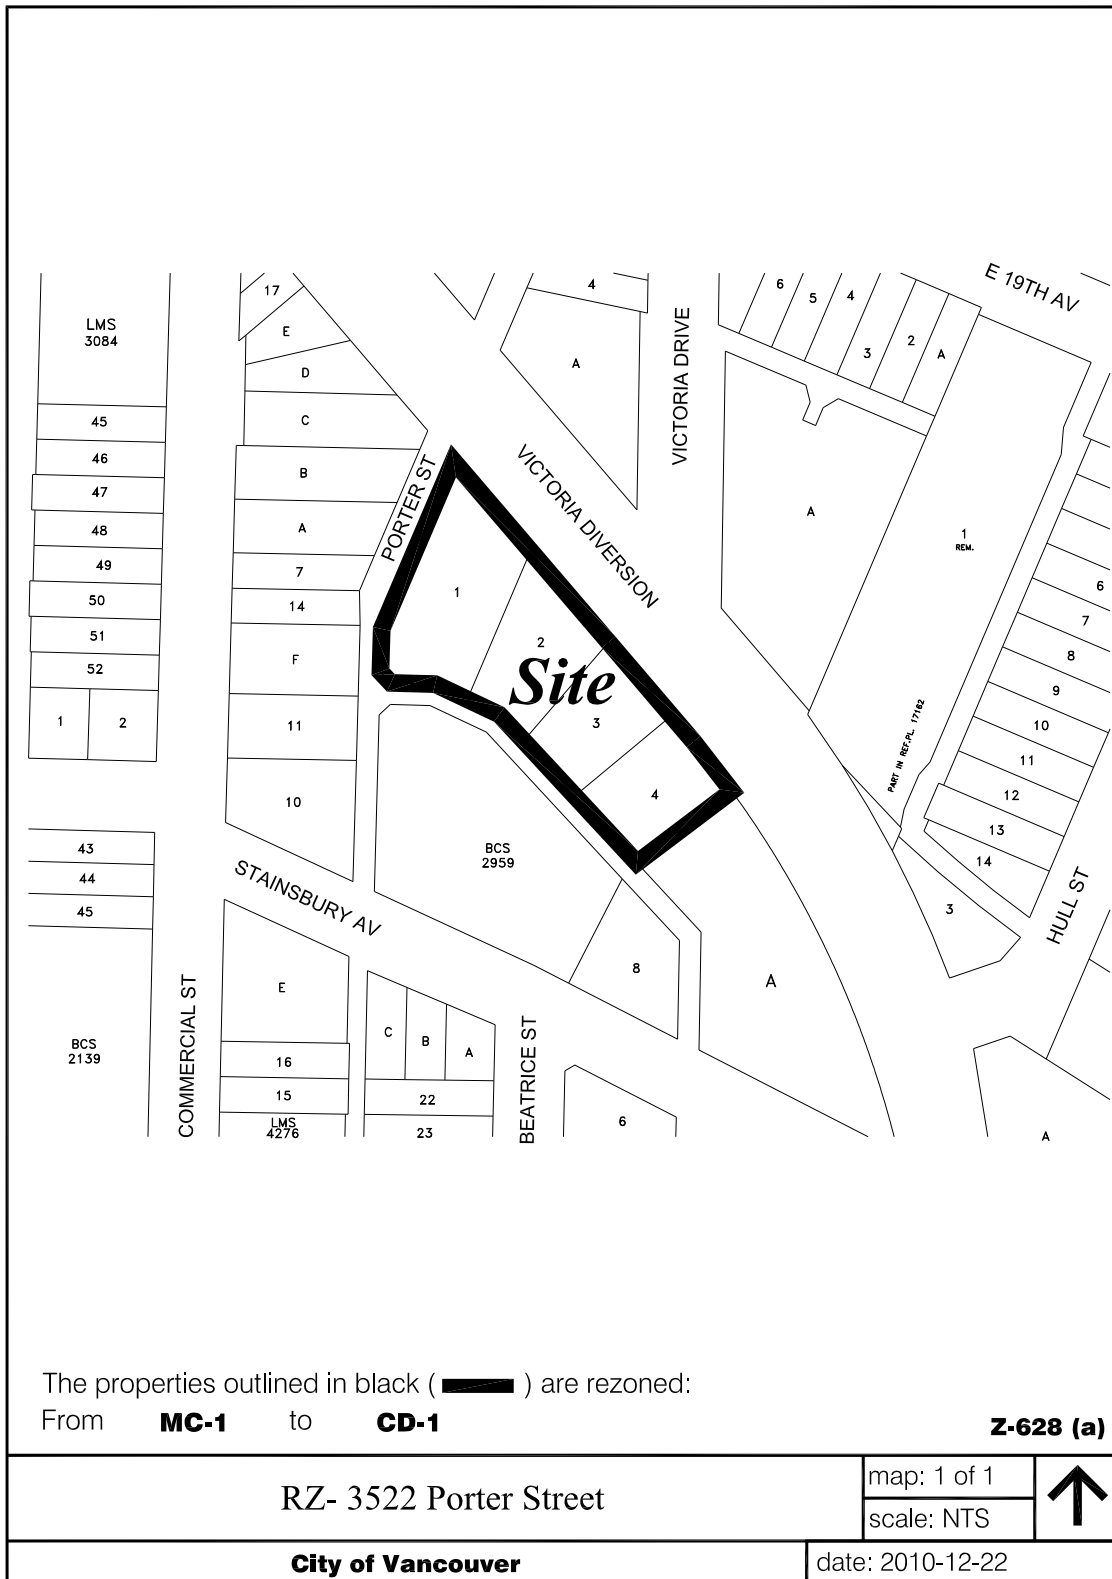 E 19TH AV
17
4
6
5
4
LMS
3084
E
VICTORIA DRIVE
3
2
A
D
A
45
C
46
B
PORTER ST
VICTORIA DIVERSION
47
A
A
48
1
REM.
49
7
6
50
14
1
7
51
F
2
8
52
Site
9
1
2
11
3
10
PART IN REF.PL. 17162
11
10
4
12
43
BCS
2959
13
44
STAINSBURY AV
14
45
3
HULL ST
E
8
A
COMMERCIAL ST
BCS
2139
C
B
A
BEATRICE ST
16
15
22
LMS
4276
23
6
A
The properties outlined in black ( ) are rezoned:
From MC-1 to CD-1
Z-628 (a)
RZ- 3522 Porter Street
map: 1 of 1
scale: NTS
City of Vancouver
date: 2010-12-22